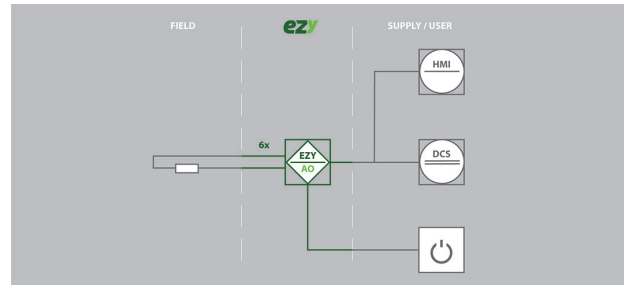 FIELD
ezy
SUPPLY / USER
HMI
6x
EZY
AO
DCS